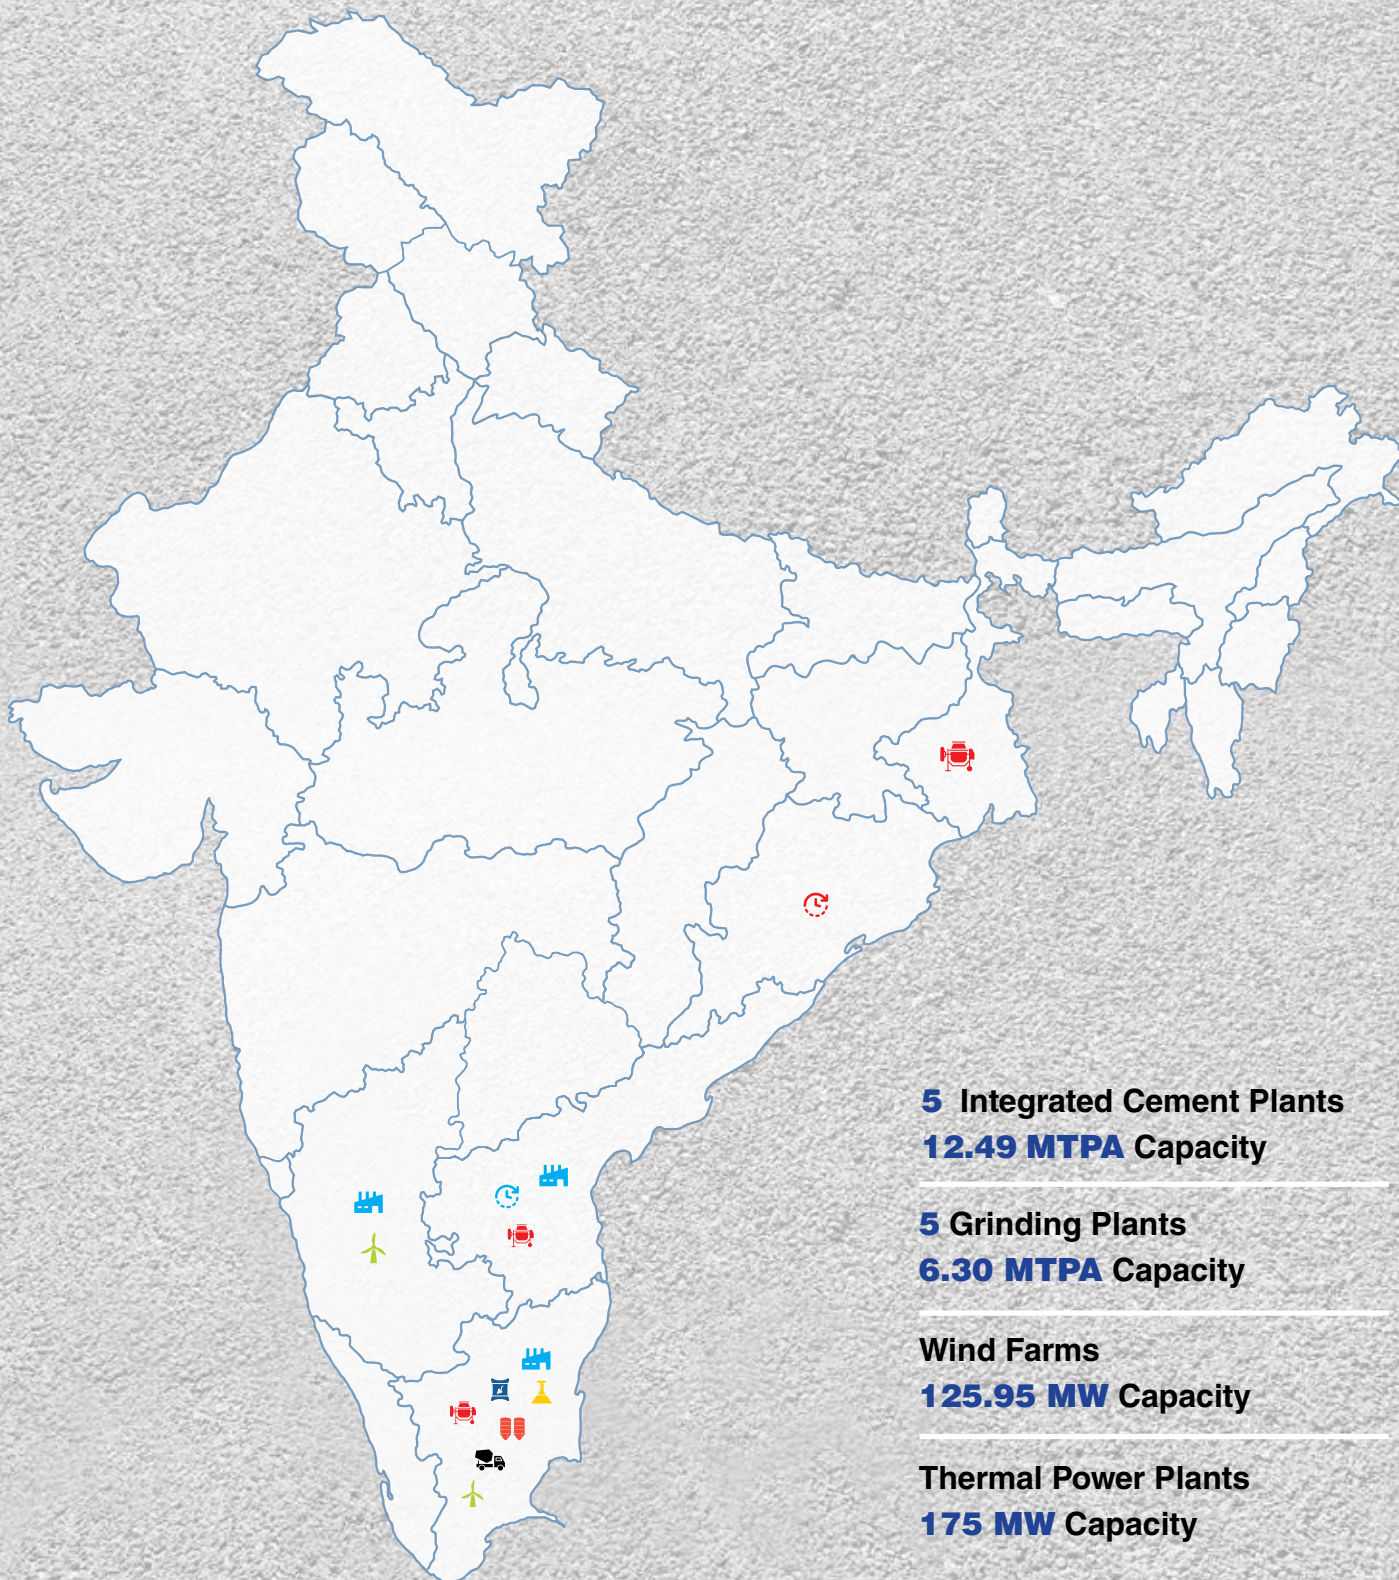 5 Integrated Cement Plants
12.49 MTPA Capacity
5 Grinding Plants
6.30 MTPA Capacity
Wind Farms
125.95 MW Capacity
Thermal Power Plants
175 MW Capacity